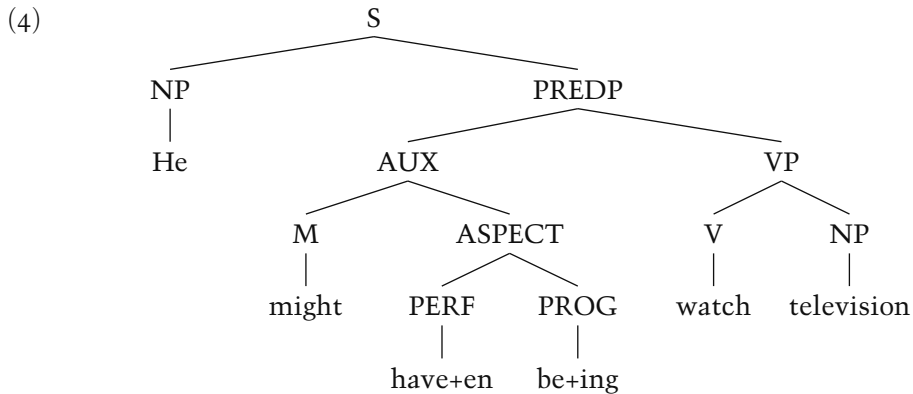 (4) S
NP PREDP
He AUX VP
M ASPECT V NP
might PERF PROG watch television
have+en be+ing